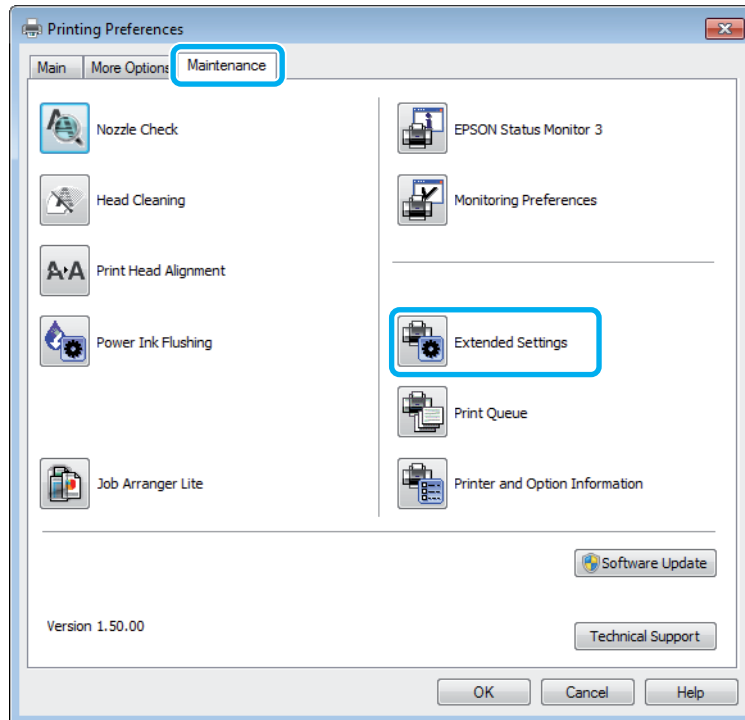 Printing Preferences
Main
More Options
Maintenance
Nozzle Check
Head Cleaning
A A Print Head Alignment
Power Ink Flushing
Job Arranger Lite
EPSON Status Monitor 3
Monitoring Preferences
Extended Settings
Print Queue
Printer and Option Information
Software Update
Version 1.50.00
Technical Support
OK
Cancel
Help